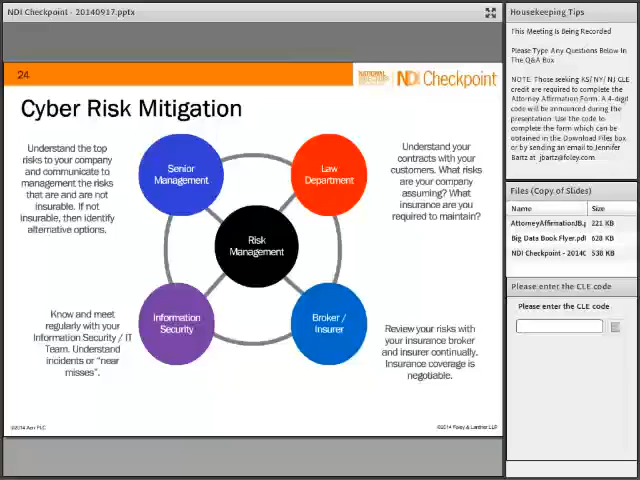 NDI Checkpoint - 20140917.pptx
24
NATIONAL
DIRECTORS
INSTITUTE
NDI Checkpoint
Cyber Risk Mitigation
Understand the top
risks to your company
and communicate to
management the risks
that are and are not
insurable. If not
insurable, then identify
alternative options.
Senior
Management
Law
Department
Understand your
contracts with your
customers. What risks
are your company
assuming? What
insurance are you
required to maintain?
Risk
Management
Know and meet
regularly with your
Information Security / IT
Team. Understand
incidents or "near
misses".
Information
Security
Broker /
Insurer
Review your risks with
your insurance broker
and insurer continually.
Insurance coverage is
negotiable.
©2014 Aon PLC
©2014 Foley & Lardner LLP
Housekeeping Tips
This Meeting Is Being Recorded
Please Type Any Questions Below In
The Q&A Box
NOTE: Those seeking KS/ NY/ NJ CLE
credit are required to complete the
Attorney Affirmation Form. A 4-digit
code will be announced during the
presentation. Use the code to
complete the form which can be
obtained in the Download Files box
or by sending an email to Jennifer
Bartz at jbartz@foley.com
Files (Copy of Slides)
Name Size
AttorneyAffirmationJB.p 221 KB
Big Data Book Flyer.pdf 628 KB
NDI Checkpoint - 2014C 538 KB
Please enter the CLE code
Please enter the CLE code